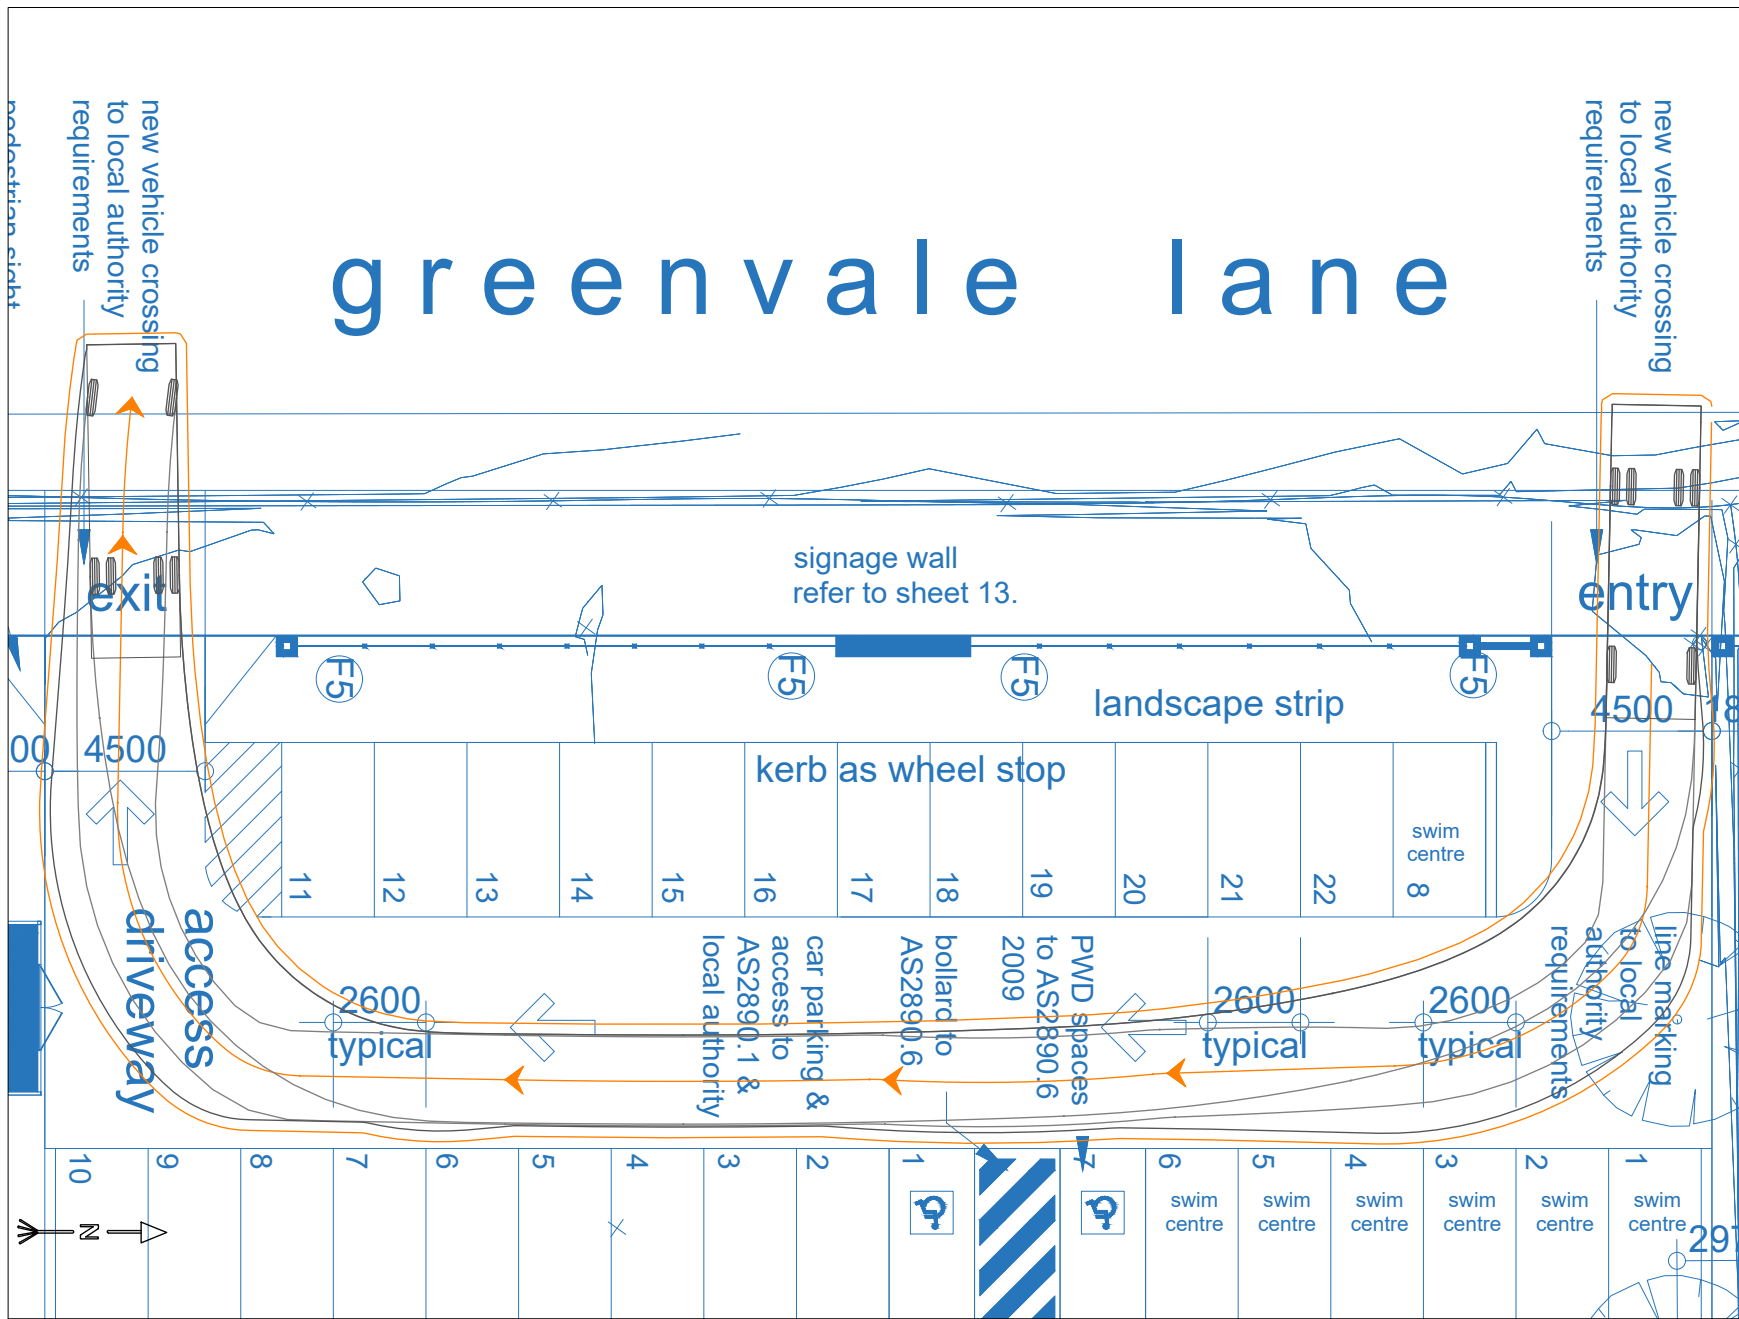 new vehicle crossing
to local authority
requirements
new vehicle crossing
to local authority
requirements
greenvale lane
exit
signage wall
refer to sheet 13.
entry
F5
F5
F5
F5
landscape strip
4500
4500
kerb as wheel stop
swim
centre
11
12
13
14
15
16
17
18
19
20
21
22
8
access
driveway
2600
typical
car parking &
access to
AS2890.1 &
local authority
bollard to
AS2890.6
PWD spaces
to AS2890.6
2009
2600
typical
2600
typical
line marking
to local
authority
requirements
10
9
8
7
6
5
4
3
2
1
7
6
5
4
3
2
1
swim
centre
swim
centre
swim
centre
swim
centre
swim
centre
swim
centre
N